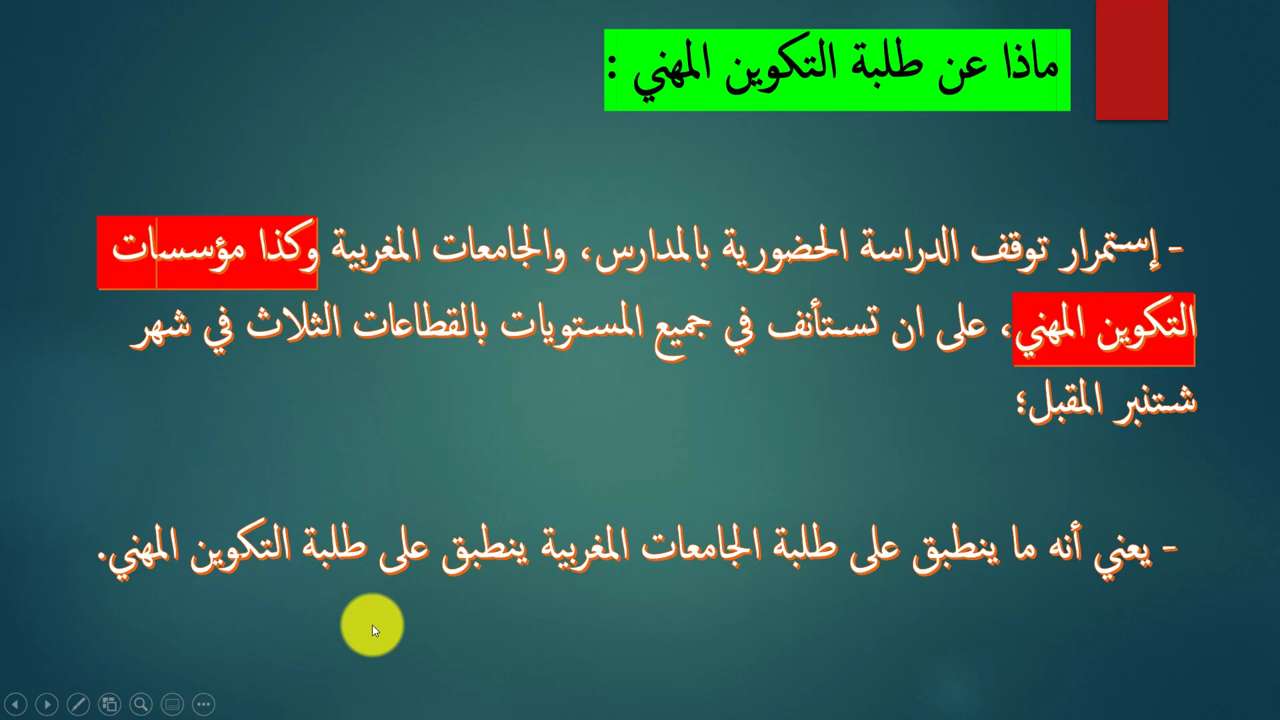 ماذا عن طلبة التكوين المهني :
- إستمرار توقف الدراسة الحضورية بالمدارس، والجامعات المغربية وكذا مؤسسات
التكوين المهني، على ان تستأنف في جميع المستويات بالقطاعات الثلاث في شهر
شتنبر المقبل؛
- يعني أنه ما ينطبق على طلبة الجامعات المغربية ينطبق على طلبة التكوين المهني.